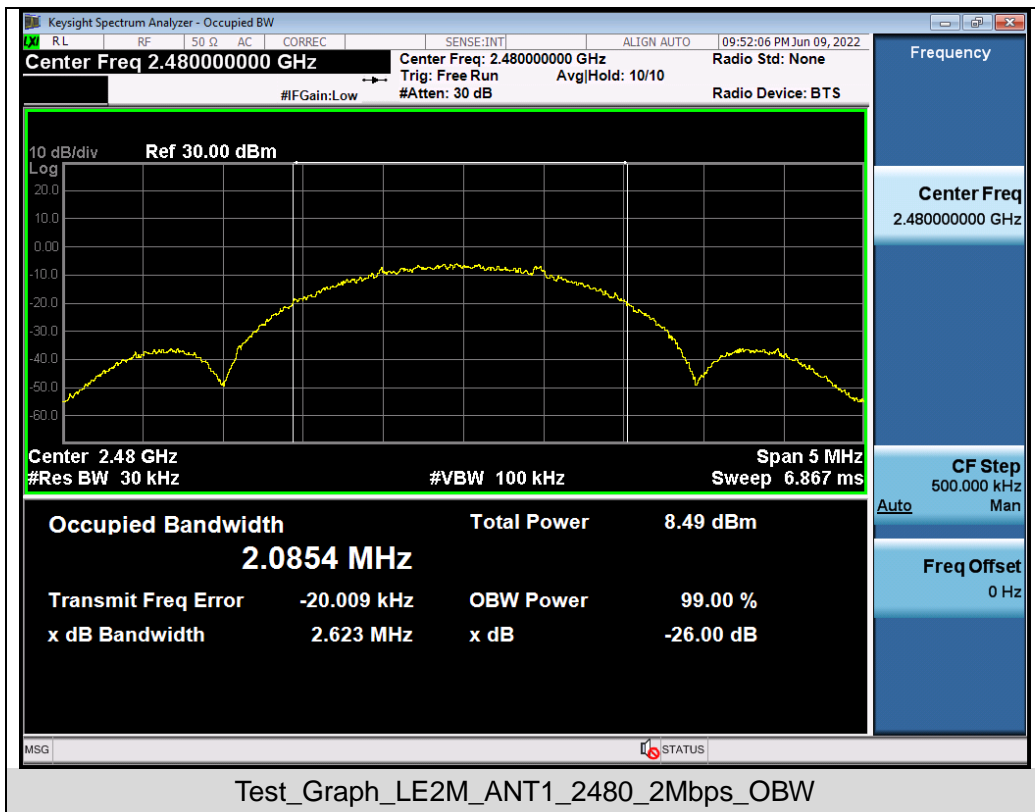 Keysight Spectrum Analyzer - Occupied BW
LXI RL RF 50 Ω AC CORREC SENSE:INT ALIGN AUTO 09:52:06 PM Jun 09, 2022
Center Freq 2.480000000 GHz
#IFGain:Low
Center Freq: 2.480000000 GHz
Trig: Free Run Avg|Hold: 10/10
#Atten: 30 dB
Radio Std: None
Radio Device: BTS
10 dB/div Ref 30.00 dBm
Log
20.0
10.0
0.00
-10.0
-20.0
-30.0
-40.0
-50.0
-60.0
Center 2.48 GHz Span 5 MHz
#Res BW 30 kHz #VBW 100 kHz Sweep 6.867 ms
Occupied Bandwidth Total Power 8.49 dBm
2.0854 MHz
Transmit Freq Error -20.009 kHz OBW Power 99.00 %
x dB Bandwidth 2.623 MHz x dB -26.00 dB
Frequency
Center Freq
2.480000000 GHz
CF Step
500.000 kHz
Auto Man
Freq Offset
0 Hz
MSG STATUS
Test_Graph_LE2M_ANT1_2480_2Mbps_OBW